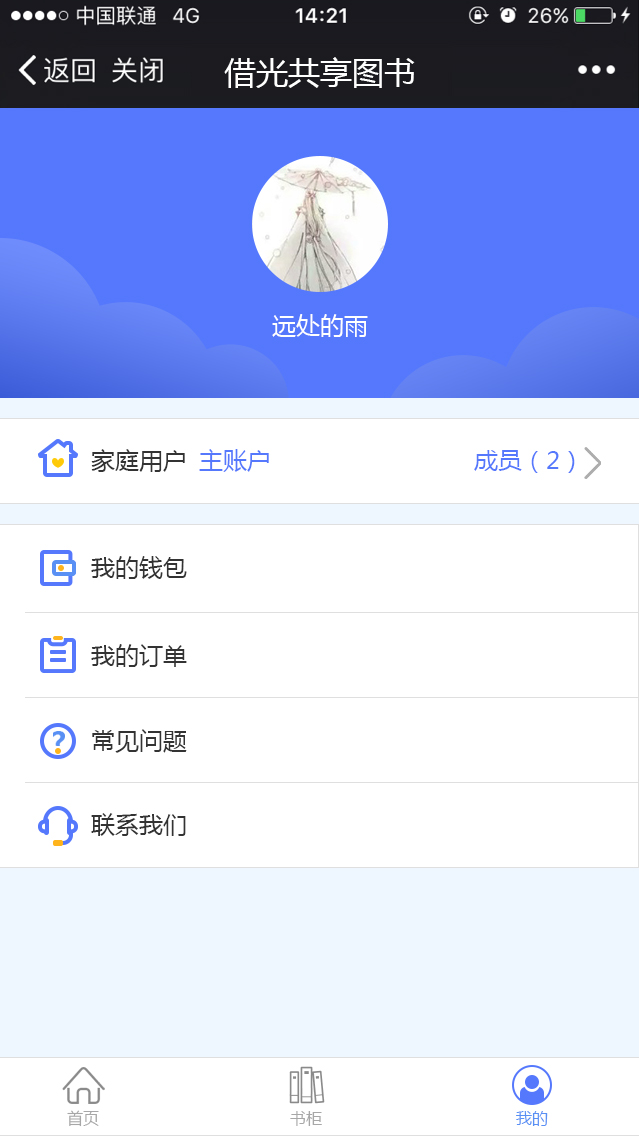 中国联通 4G 14:21 26%
返回 关闭 借光共享图书
远处的雨
家庭用户 主账户 成员（2）
我的钱包
我的订单
常见问题
联系我们
首页 书柜 我的